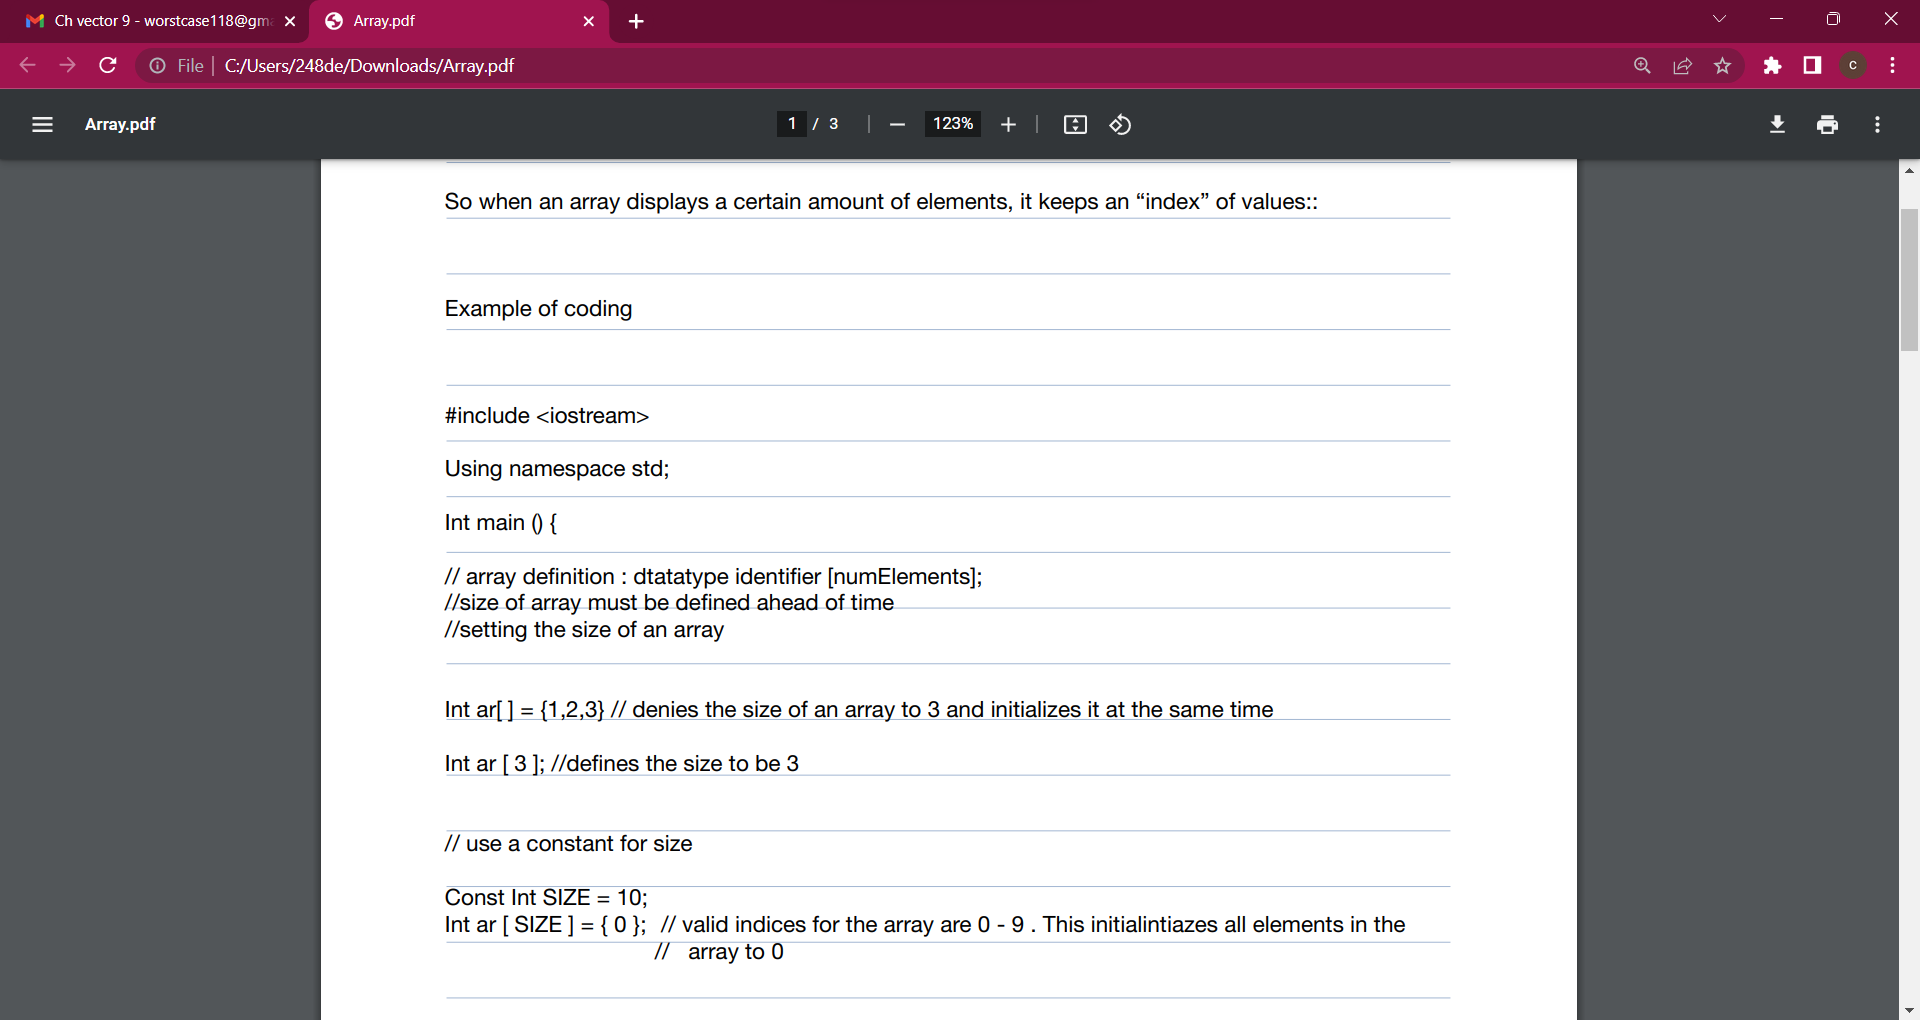 Ch vector 9 - worstcase118@gma
Array.pdf
File
C:/Users/248de/Downloads/Array.pdf
c
Array.pdf
1 / 3
123%
So when an array displays a certain amount of elements, it keeps an “index” of values::
Example of coding
#include <iostream>
Using namespace std;
Int main () {
// array definition : dtatatype identifier [numElements];
//size of array must be defined ahead of time
//setting the size of an array
Int ar[ ] = {1,2,3} // denies the size of an array to 3 and initializes it at the same time
Int ar [ 3 ]; //defines the size to be 3
// use a constant for size
Const Int SIZE = 10;
Int ar [ SIZE ] = { 0 }; // valid indices for the array are 0 - 9 . This initialintiazes all elements in the
// array to 0